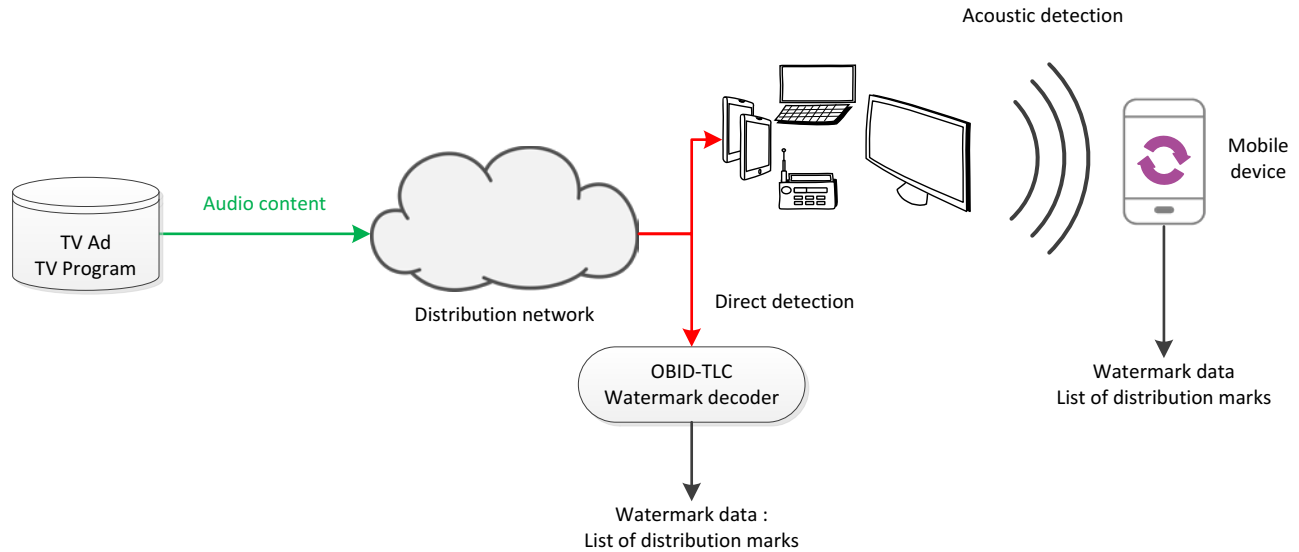 Acoustic detection
Mobile
device
Audio content
TV Ad
TV Program
Distribution network
Direct detection
OBID-TLC
Watermark decoder
Watermark data
List of distribution marks
Watermark data :
List of distribution marks